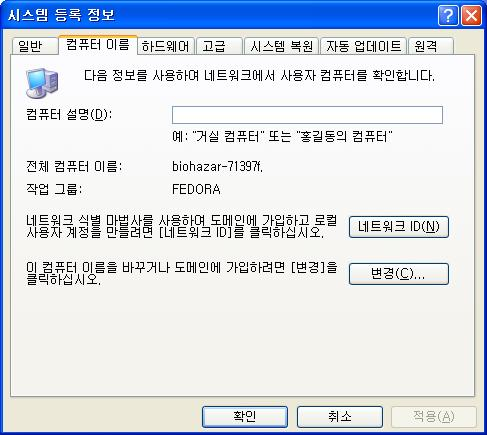 시스템 등록 정보
일반 컴퓨터 이름 하드웨어 고급 시스템 복원 자동 업데이트 원격
다음 정보를 사용하여 네트워크에서 사용자 컴퓨터를 확인합니다.
컴퓨터 설명(D):
예: "거실 컴퓨터" 또는 "홍길동의 컴퓨터"
전체 컴퓨터 이름: biohazar-71397f.
작업 그룹: FEDORA
네트워크 식별 마법사를 사용하여 도메인에 가입하고 로컬
사용자 계정을 만들려면 [네트워크 ID]를 클릭하십시오.
네트워크 ID(N)
이 컴퓨터 이름을 바꾸거나 도메인에 가입하려면 [변경]을
클릭하십시오.
변경(C)...
확인 취소 적용(A)